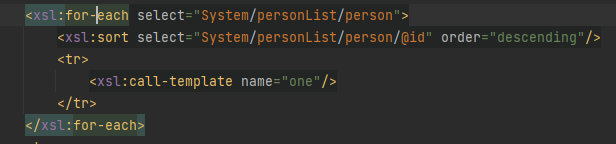 <xsl:for-each select="System/personList/person">
<xsl:sort select="System/personList/person/@id" order="descending"/>
<tr>
<xsl:call-template name="one"/>
</tr>
</xsl:for-each>